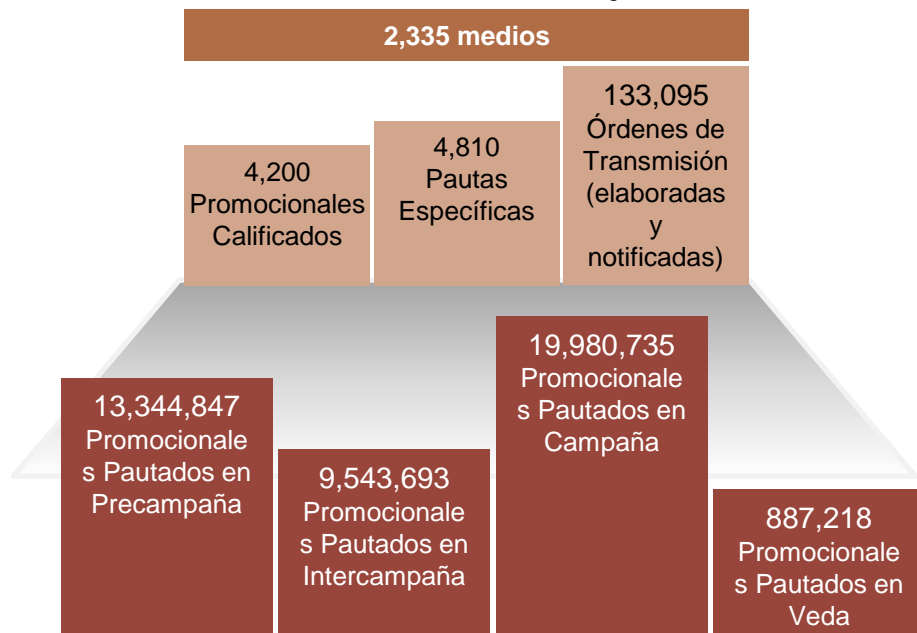 2,335 medios
4,200
Promocionales
Calificados
4,810
Pautas
Específicas
133,095
Órdenes de
Transmisión
(elaboradas
y
notificadas)
13,344,847
Promocionale
s Pautados en
Precampaña
9,543,693
Promocionale
s Pautados en
Intercampaña
19,980,735
Promocionale
s Pautados en
Campaña
887,218
Promocionale
s Pautados en
Veda